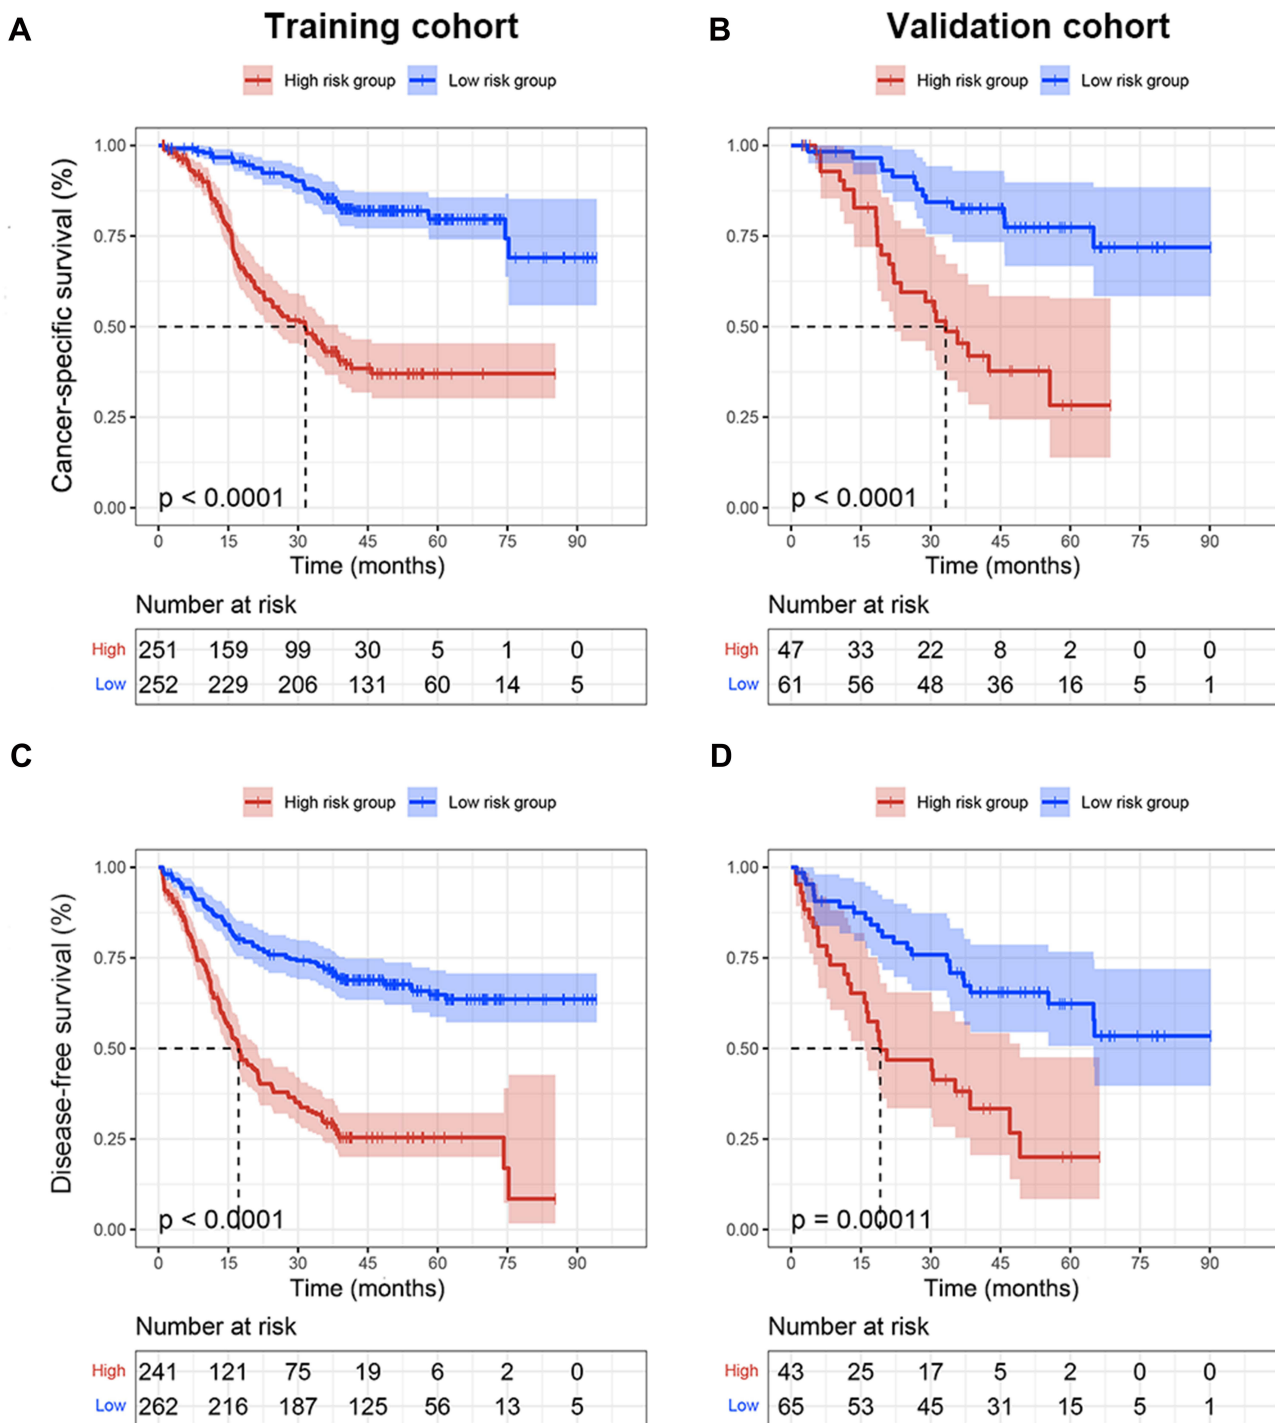 A Training cohort B Validation cohort
High risk group Low risk group High risk group Low risk group
Cancer-specific survival (%)
1.00
0.75
0.50
0.25
0.00
p < 0.0001
0 15 30 45 60 75 90
Time (months)
1.00
0.75
0.50
0.25
0.00
p < 0.0001
0 15 30 45 60 75 90
Time (months)
Number at risk
High 251 159 99 30 5 1 0
Low 252 229 206 131 60 14 5
Number at risk
High 47 33 22 8 2 0 0
Low 61 56 48 36 16 5 1
C D
High risk group Low risk group High risk group Low risk group
Disease-free survival (%)
1.00
0.75
0.50
0.25
0.00
p < 0.0001
0 15 30 45 60 75 90
Time (months)
1.00
0.75
0.50
0.25
0.00
p = 0.00011
0 15 30 45 60 75 90
Time (months)
Number at risk
High 241 121 75 19 6 2 0
Low 262 216 187 125 56 13 5
Number at risk
High 43 25 17 5 2 0 0
Low 65 53 45 31 15 5 1